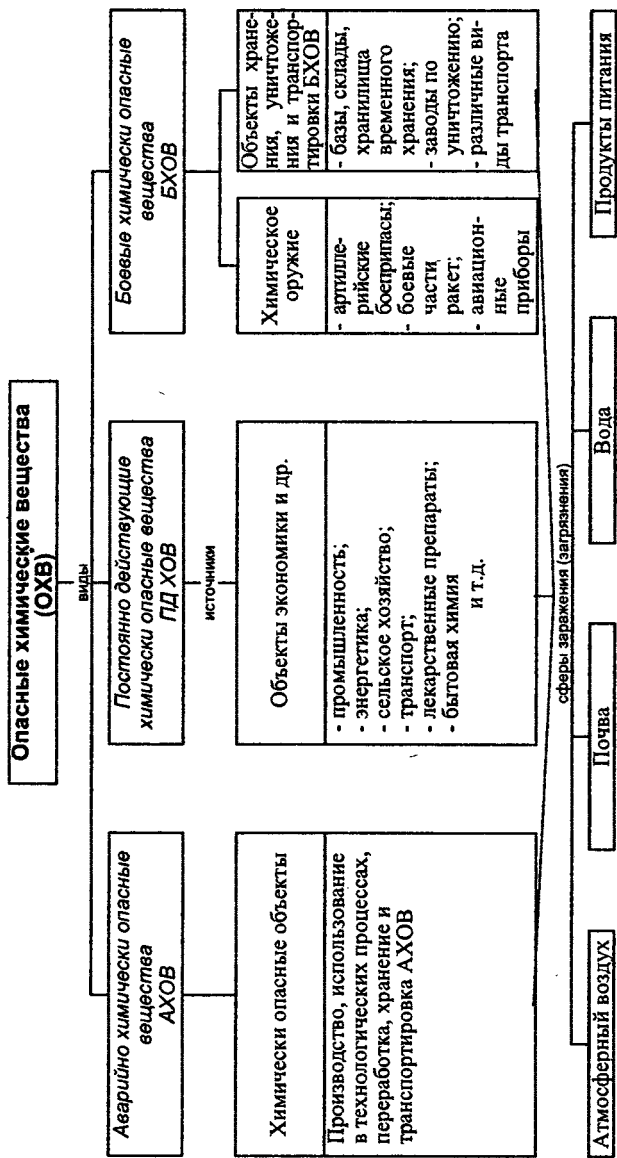 Опасные химические вещества
(ОХВ)
виды
Аварийно химически опасные
вещества
АХОВ
Постоянно действующие
химически опасные вещества
ПД ХОВ
Боевые химически опасные
вещества
БХОВ
источники
Химически опасные объекты
Производство, использование
в технологических процессах,
переработка, хранение и
транспортировка АХОВ
Объекты экономики и др.
- промышленность;
- энергетика;
- сельское хозяйство;
- транспорт;
- лекарственные препараты;
- бытовая химия
и т.д.
Химическое
оружие
- артилле-
рийские
боеприпасы;
- боевые
части
ракет;
- авиацион-
ные
приборы
Объекты хране-
ния, уничтоже-
ния и транспор-
тировки БХОВ
- базы, склады,
хранилища
временного
хранения;
- заводы по
уничтожению;
- различные ви-
ды транспорта
сферы заражения (загрязнения)
Атмосферный воздух
Почва
Вода
Продукты питания